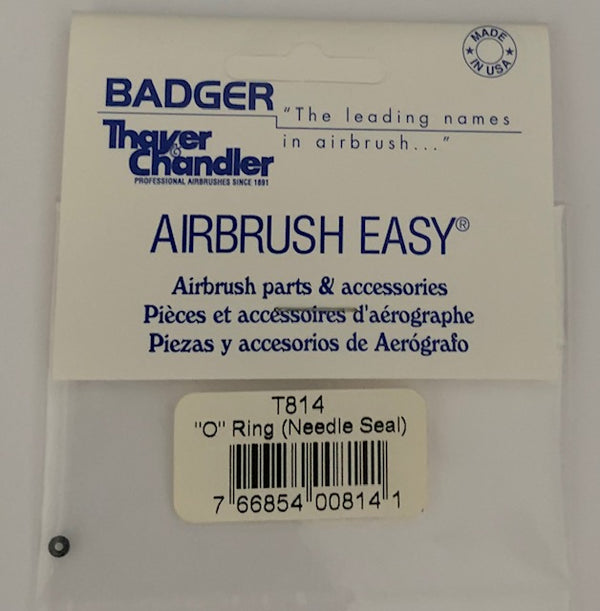 MADE IN USA
BADGER
"The leading names
Thayer &
Chandler
in airbrush..."
PROFESSIONAL AIRBRUSHES SINCE 1891
AIRBRUSH EASY®
Airbrush parts & accessories
Pièces et accessoires d'aérographe
Piezas y accesorios de Aerógrafo
T814
"O" Ring (Needle Seal)
7 66854 00814 1